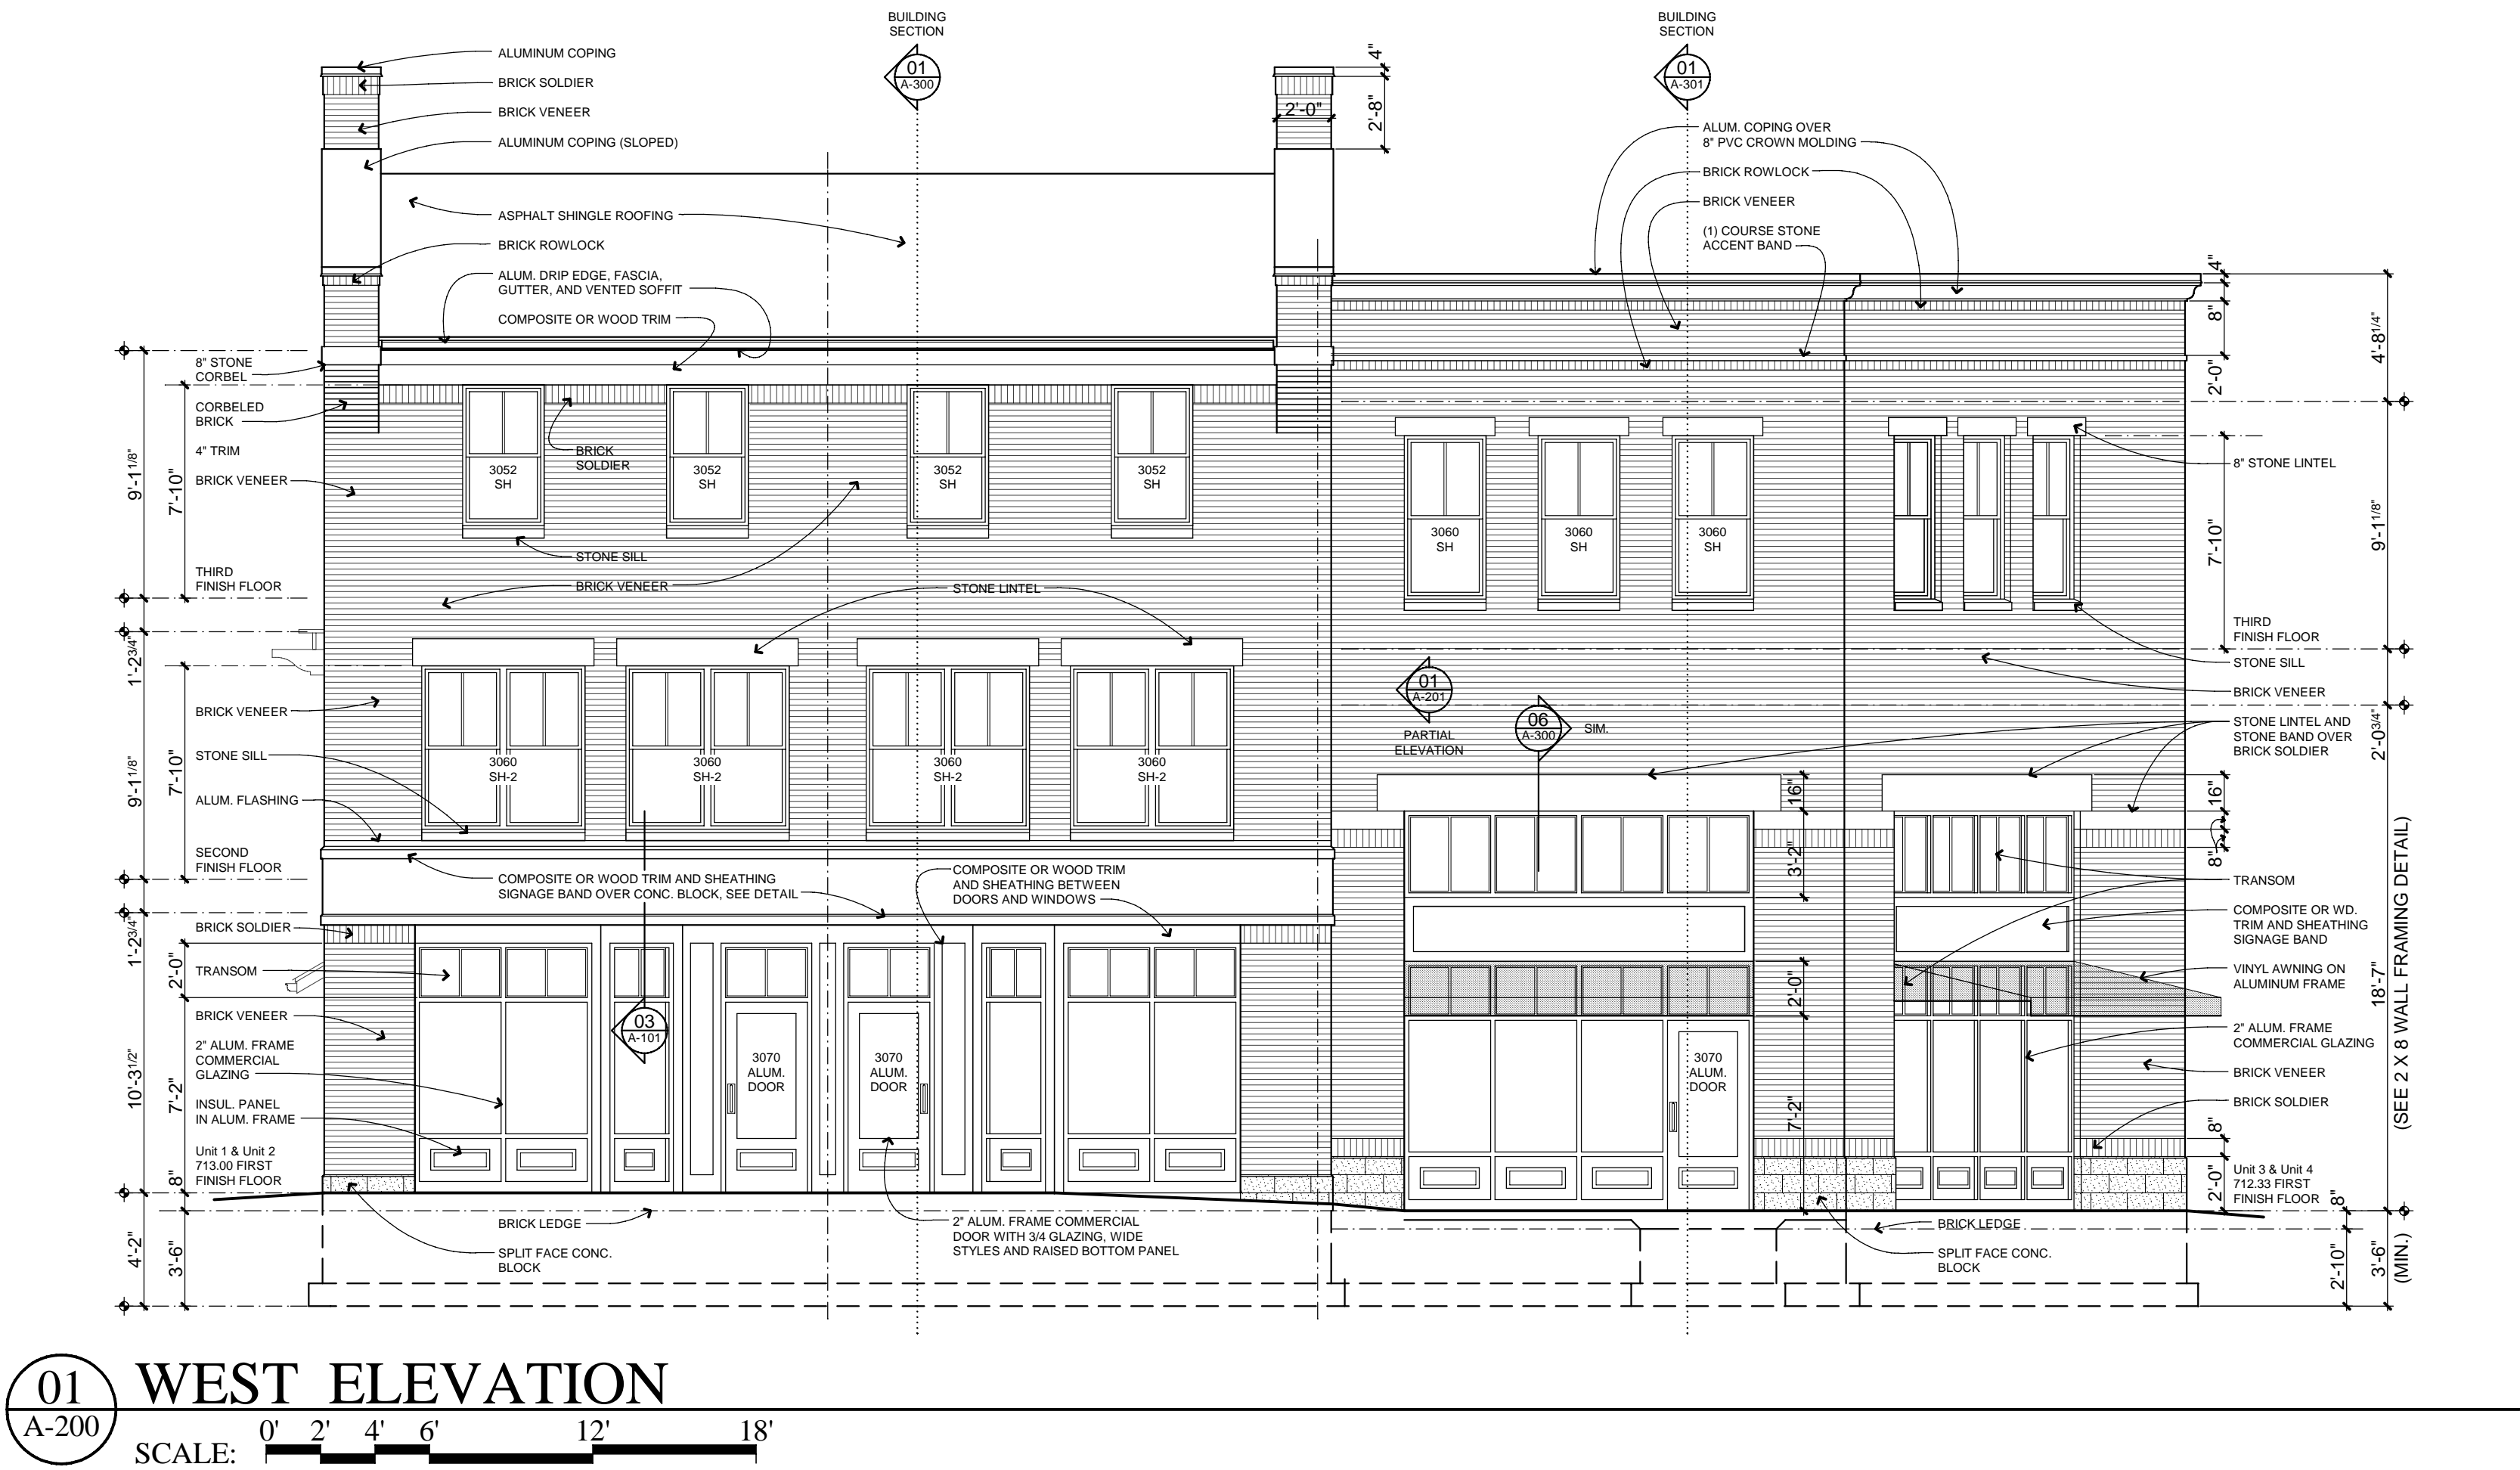 BUILDING
SECTION
01
A-300
BUILDING
SECTION
01
A-301
ALUMINUM COPING
BRICK SOLDIER
BRICK VENEER
ALUMINUM COPING (SLOPED)
ASPHALT SHINGLE ROOFING
BRICK ROWLOCK
ALUM. DRIP EDGE, FASCIA,
GUTTER, AND VENTED SOFFIT
COMPOSITE OR WOOD TRIM
4"
2'-8"
2'-0"
ALUM. COPING OVER
8" PVC CROWN MOLDING
BRICK ROWLOCK
BRICK VENEER
(1) COURSE STONE
ACCENT BAND
8" STONE
CORBEL
CORBELED
BRICK
4" TRIM
BRICK VENEER
THIRD
FINISH FLOOR
BRICK VENEER
STONE SILL
ALUM. FLASHING
SECOND
FINISH FLOOR
BRICK SOLDIER
TRANSOM
BRICK VENEER
2" ALUM. FRAME
COMMERCIAL
GLAZING
INSUL. PANEL
IN ALUM. FRAME
Unit 1 & Unit 2
713.00 FIRST
FINISH FLOOR
9'-11/8"
7'-10"
1'-23/4"
9'-11/8"
7'-10"
1'-23/4"
2'-0"
10'-31/2"
7'-2"
8"
4'-2"
3'-6"
3052
SH
3052
SH
3052
SH
3052
SH
BRICK
SOLDIER
STONE SILL
BRICK VENEER
STONE LINTEL
3060
SH-2
3060
SH-2
3060
SH-2
3060
SH-2
COMPOSITE OR WOOD TRIM AND SHEATHING
SIGNAGE BAND OVER CONC. BLOCK, SEE DETAIL
COMPOSITE OR WOOD TRIM
AND SHEATHING BETWEEN
DOORS AND WINDOWS
03
A-101
3070
ALUM.
DOOR
3070
ALUM.
DOOR
BRICK LEDGE
SPLIT FACE CONC.
BLOCK
2" ALUM. FRAME COMMERCIAL
DOOR WITH 3/4 GLAZING, WIDE
STYLES AND RAISED BOTTOM PANEL
3060
SH
3060
SH
3060
SH
01
A-201
PARTIAL
ELEVATION
06
A-300
SIM.
16"
3'-2"
2'-0"
7'-2"
3070
ALUM.
DOOR
BRICK LEDGE
SPLIT FACE CONC.
BLOCK
4"
8"
2'-0"
7'-10"
16"
8"
8"
2'-0"
8"
2'-10"
4'-81/4"
9'-11/8"
2'-03/4"
18'-7"
(SEE 2 X 8 WALL FRAMING DETAIL)
3'-6"
(MIN.)
8" STONE LINTEL
THIRD
FINISH FLOOR
STONE SILL
BRICK VENEER
STONE LINTEL AND
STONE BAND OVER
BRICK SOLDIER
TRANSOM
COMPOSITE OR WD.
TRIM AND SHEATHING
SIGNAGE BAND
VINYL AWNING ON
ALUMINUM FRAME
2" ALUM. FRAME
COMMERCIAL GLAZING
BRICK VENEER
BRICK SOLDIER
Unit 3 & Unit 4
712.33 FIRST
FINISH FLOOR
01
A-200
WEST ELEVATION
SCALE:
0' 2' 4' 6' 12' 18'